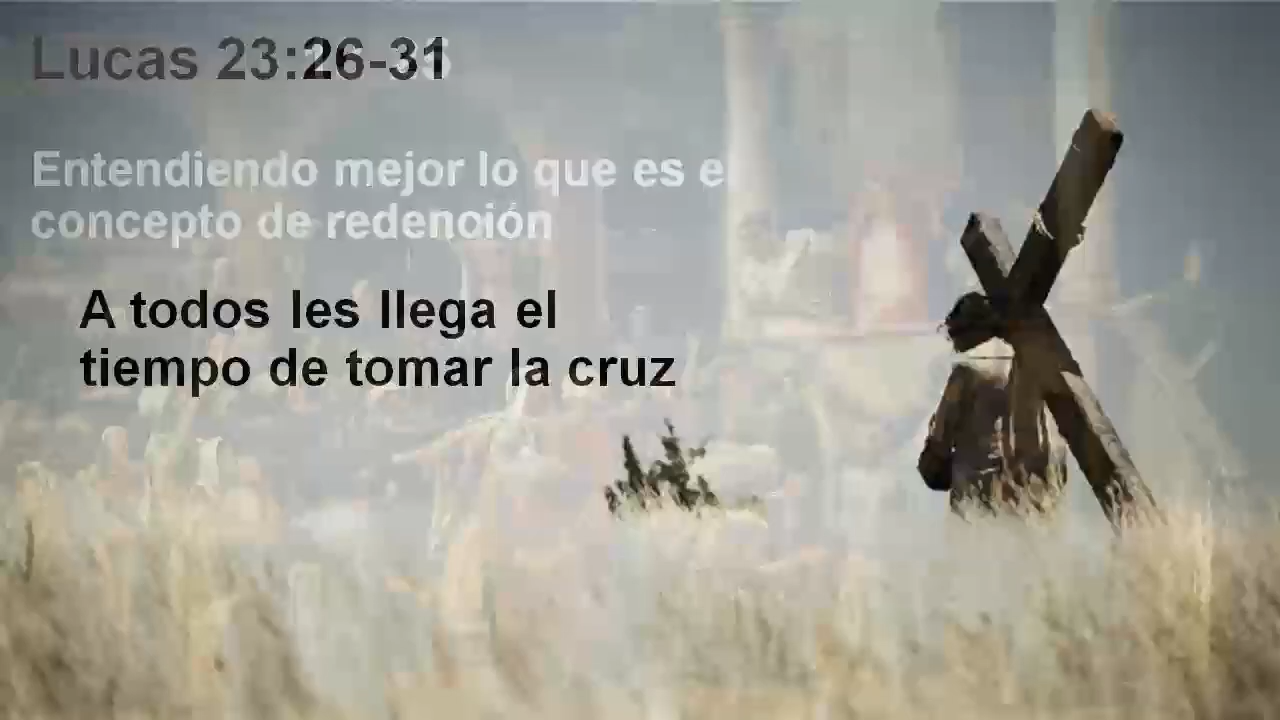 Lucas 23:26-31
Entendiendo mejor lo que es e
concepto de redención
A todos les llega el
tiempo de tomar la cruz